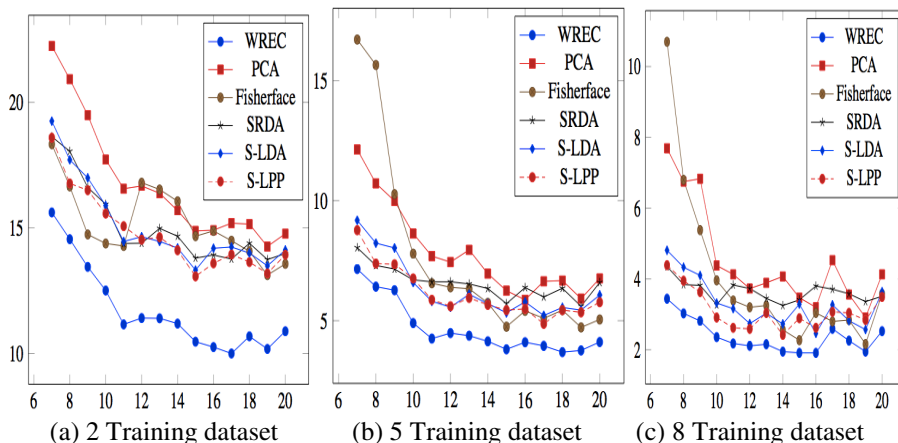 WREC
PCA
Fisherface
SRDA
S-LDA
S-LPP
20
15
10
6 8 10 12 14 16 18 20
(a) 2 Training dataset
WREC
PCA
Fisherface
SRDA
S-LDA
S-LPP
15
10
5
6 8 10 12 14 16 18 20
(b) 5 Training dataset
WREC
PCA
Fisherface
SRDA
S-LDA
S-LPP
10
8
6
4
2
6 8 10 12 14 16 18 20
(c) 8 Training dataset